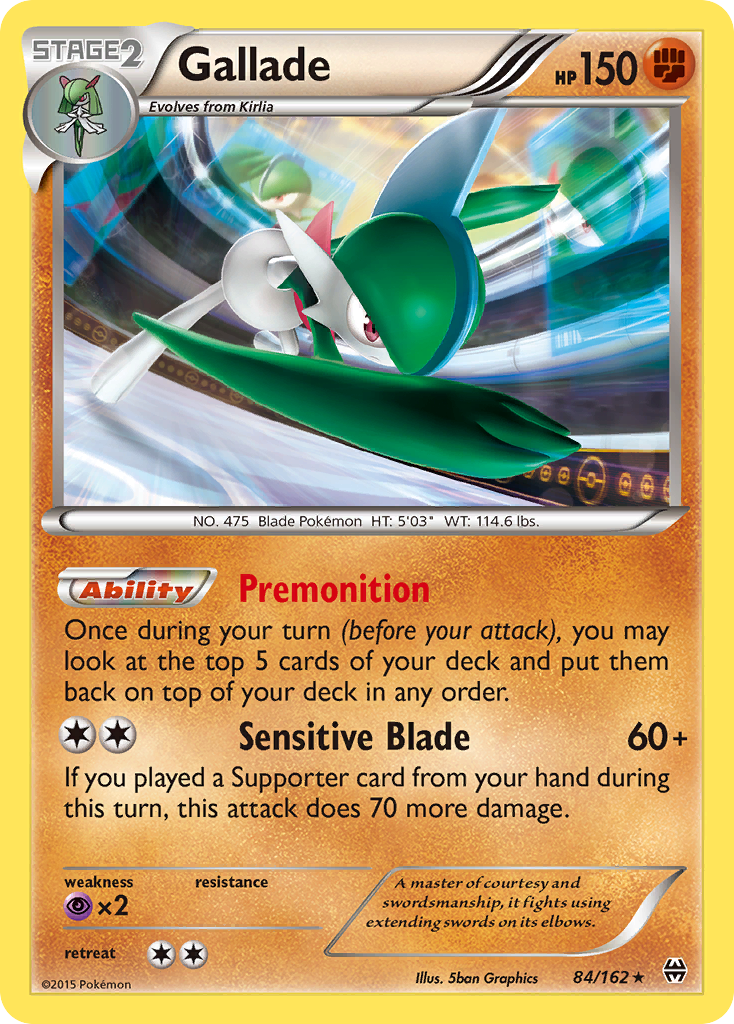 STAGE2
Gallade
HP150
Evolves from Kirlia
NO. 475 Blade Pokémon HT: 5'03" WT: 114.6 lbs.
Ability Premonition
Once during your turn (before your attack), you may
look at the top 5 cards of your deck and put them
back on top of your deck in any order.
Sensitive Blade 60+
If you played a Supporter card from your hand during
this turn, this attack does 70 more damage.
weakness resistance
×2
retreat
A master of courtesy and
swordsmanship, it fights using
extending swords on its elbows.
©2015 Pokémon
Illus. 5ban Graphics 84/162 ★